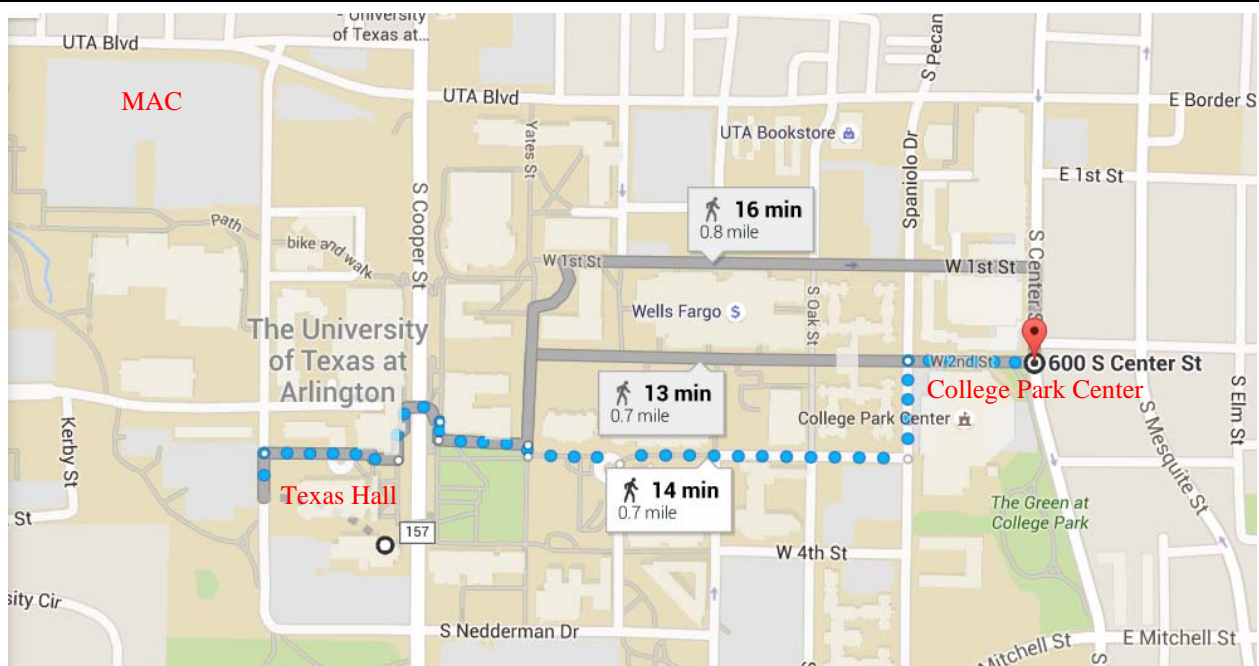 University
of Texas at...
UTA Blvd
MAC
UTA Blvd
S Pecan
E Border S
UTA Bookstore
Yates St
Spaniolo Dr
E 1st St
16 min
0.8 mile
S Cooper St
Path
bike and walk
W 1st St
W 1st St
S Center S
Wells Fargo
S Oak St
The University
of Texas at
Arlington
W 2nd St
600 S Center St
13 min
0.7 mile
College Park Center
College Park Center
S Elm St
S Mesquite St
Kerby St
Texas Hall
14 min
0.7 mile
The Green at
College Park
St
157
W 4th St
sity Cir
S Nedderman Dr
Mitchell St
E Mitchell St
S